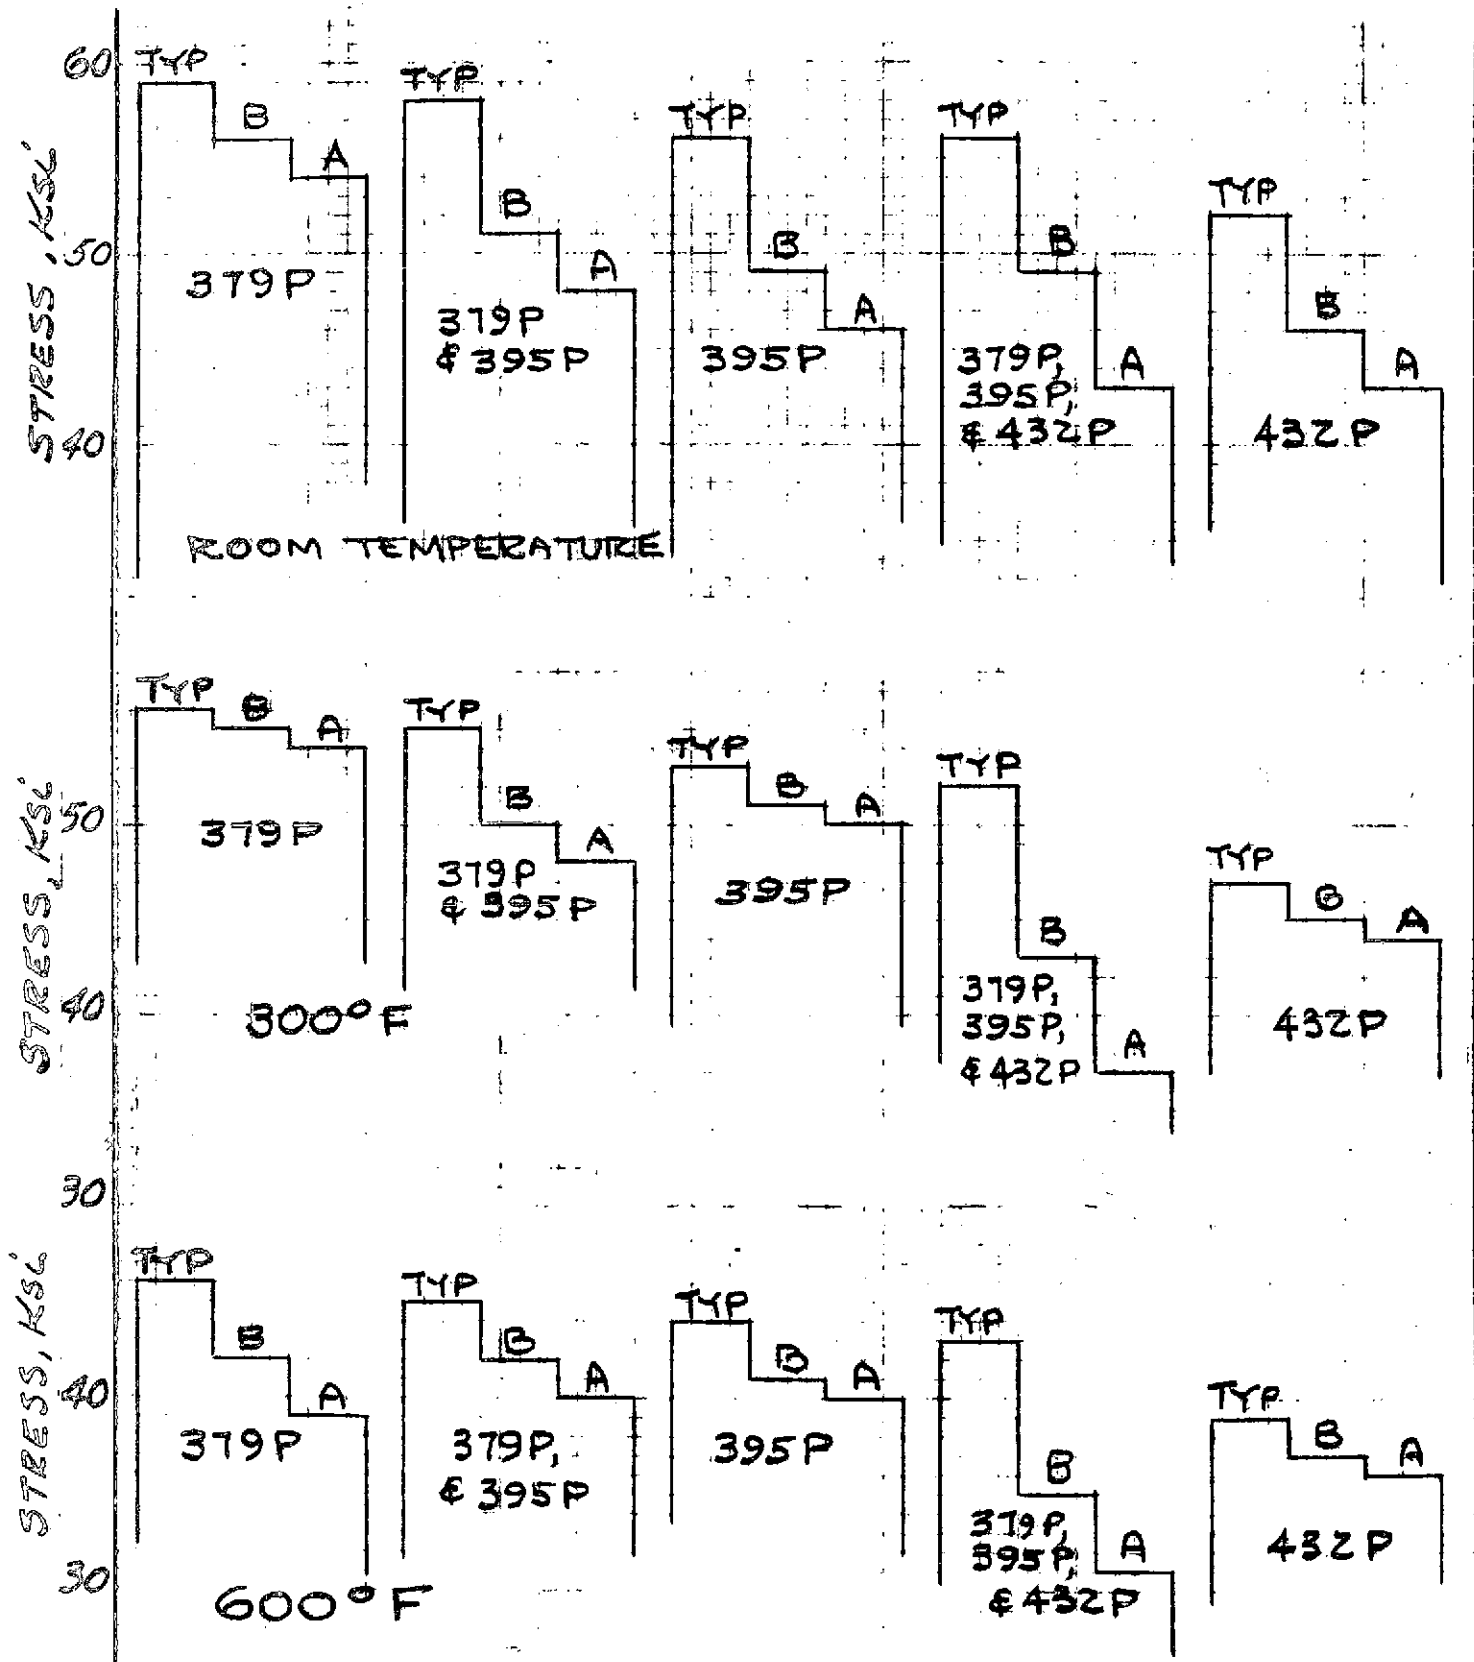 STRESS, Ksi
60
50
40
TYP
B
A
379P
TYP
B
A
379P
& 395P
TYP
B
A
395P
TYP
B
A
379P,
395P,
& 432P
TYP
B
A
432P
ROOM TEMPERATURE
STRESS, Ksi
50
40
30
TYP
B
A
379P
TYP
B
A
379P
& 395P
TYP
B
A
395P
TYP
B
A
379P,
395P,
& 432P
TYP
B
A
432P
300°F
STRESS, Ksi
40
30
TYP
B
A
379P
TYP
B
A
379P,
& 395P
TYP
B
A
395P
TYP
B
A
379P,
395P,
& 432P
TYP
B
A
432P
600°F